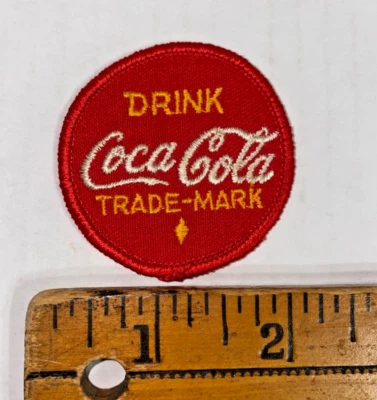 DRINK
Coca Cola
TRADE-MARK
1 2